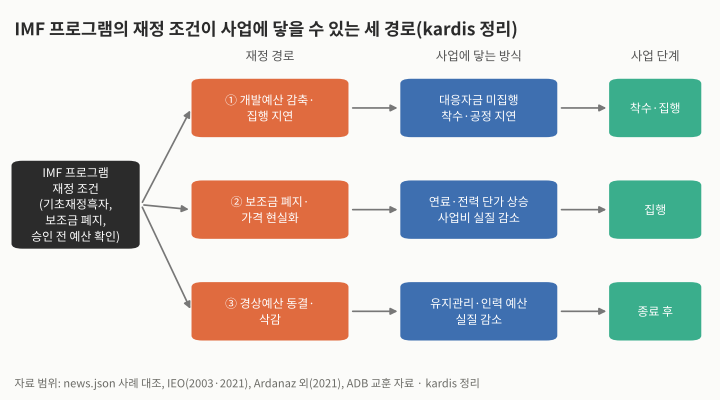 IMF 프로그램의 재정 조건이 사업에 닿을 수 있는 세 경로(kardis 정리)
재정 경로
사업에 닿는 방식
사업 단계
IMF 프로그램
재정 조건
(기초재정흑자,
보조금 폐지,
승인 전 예산 확인)
① 개발예산 감축·
집행 지연
대응자금 미집행
착수·공정 지연
착수·집행
② 보조금 폐지·
가격 현실화
연료·전력 단가 상승
사업비 실질 감소
집행
③ 경상예산 동결·
삭감
유지관리·인력 예산
실질 감소
종료 후
자료 범위: news.json 사례 대조, IEO(2003·2021), Ardanaz 외(2021), ADB 교훈 자료 · kardis 정리